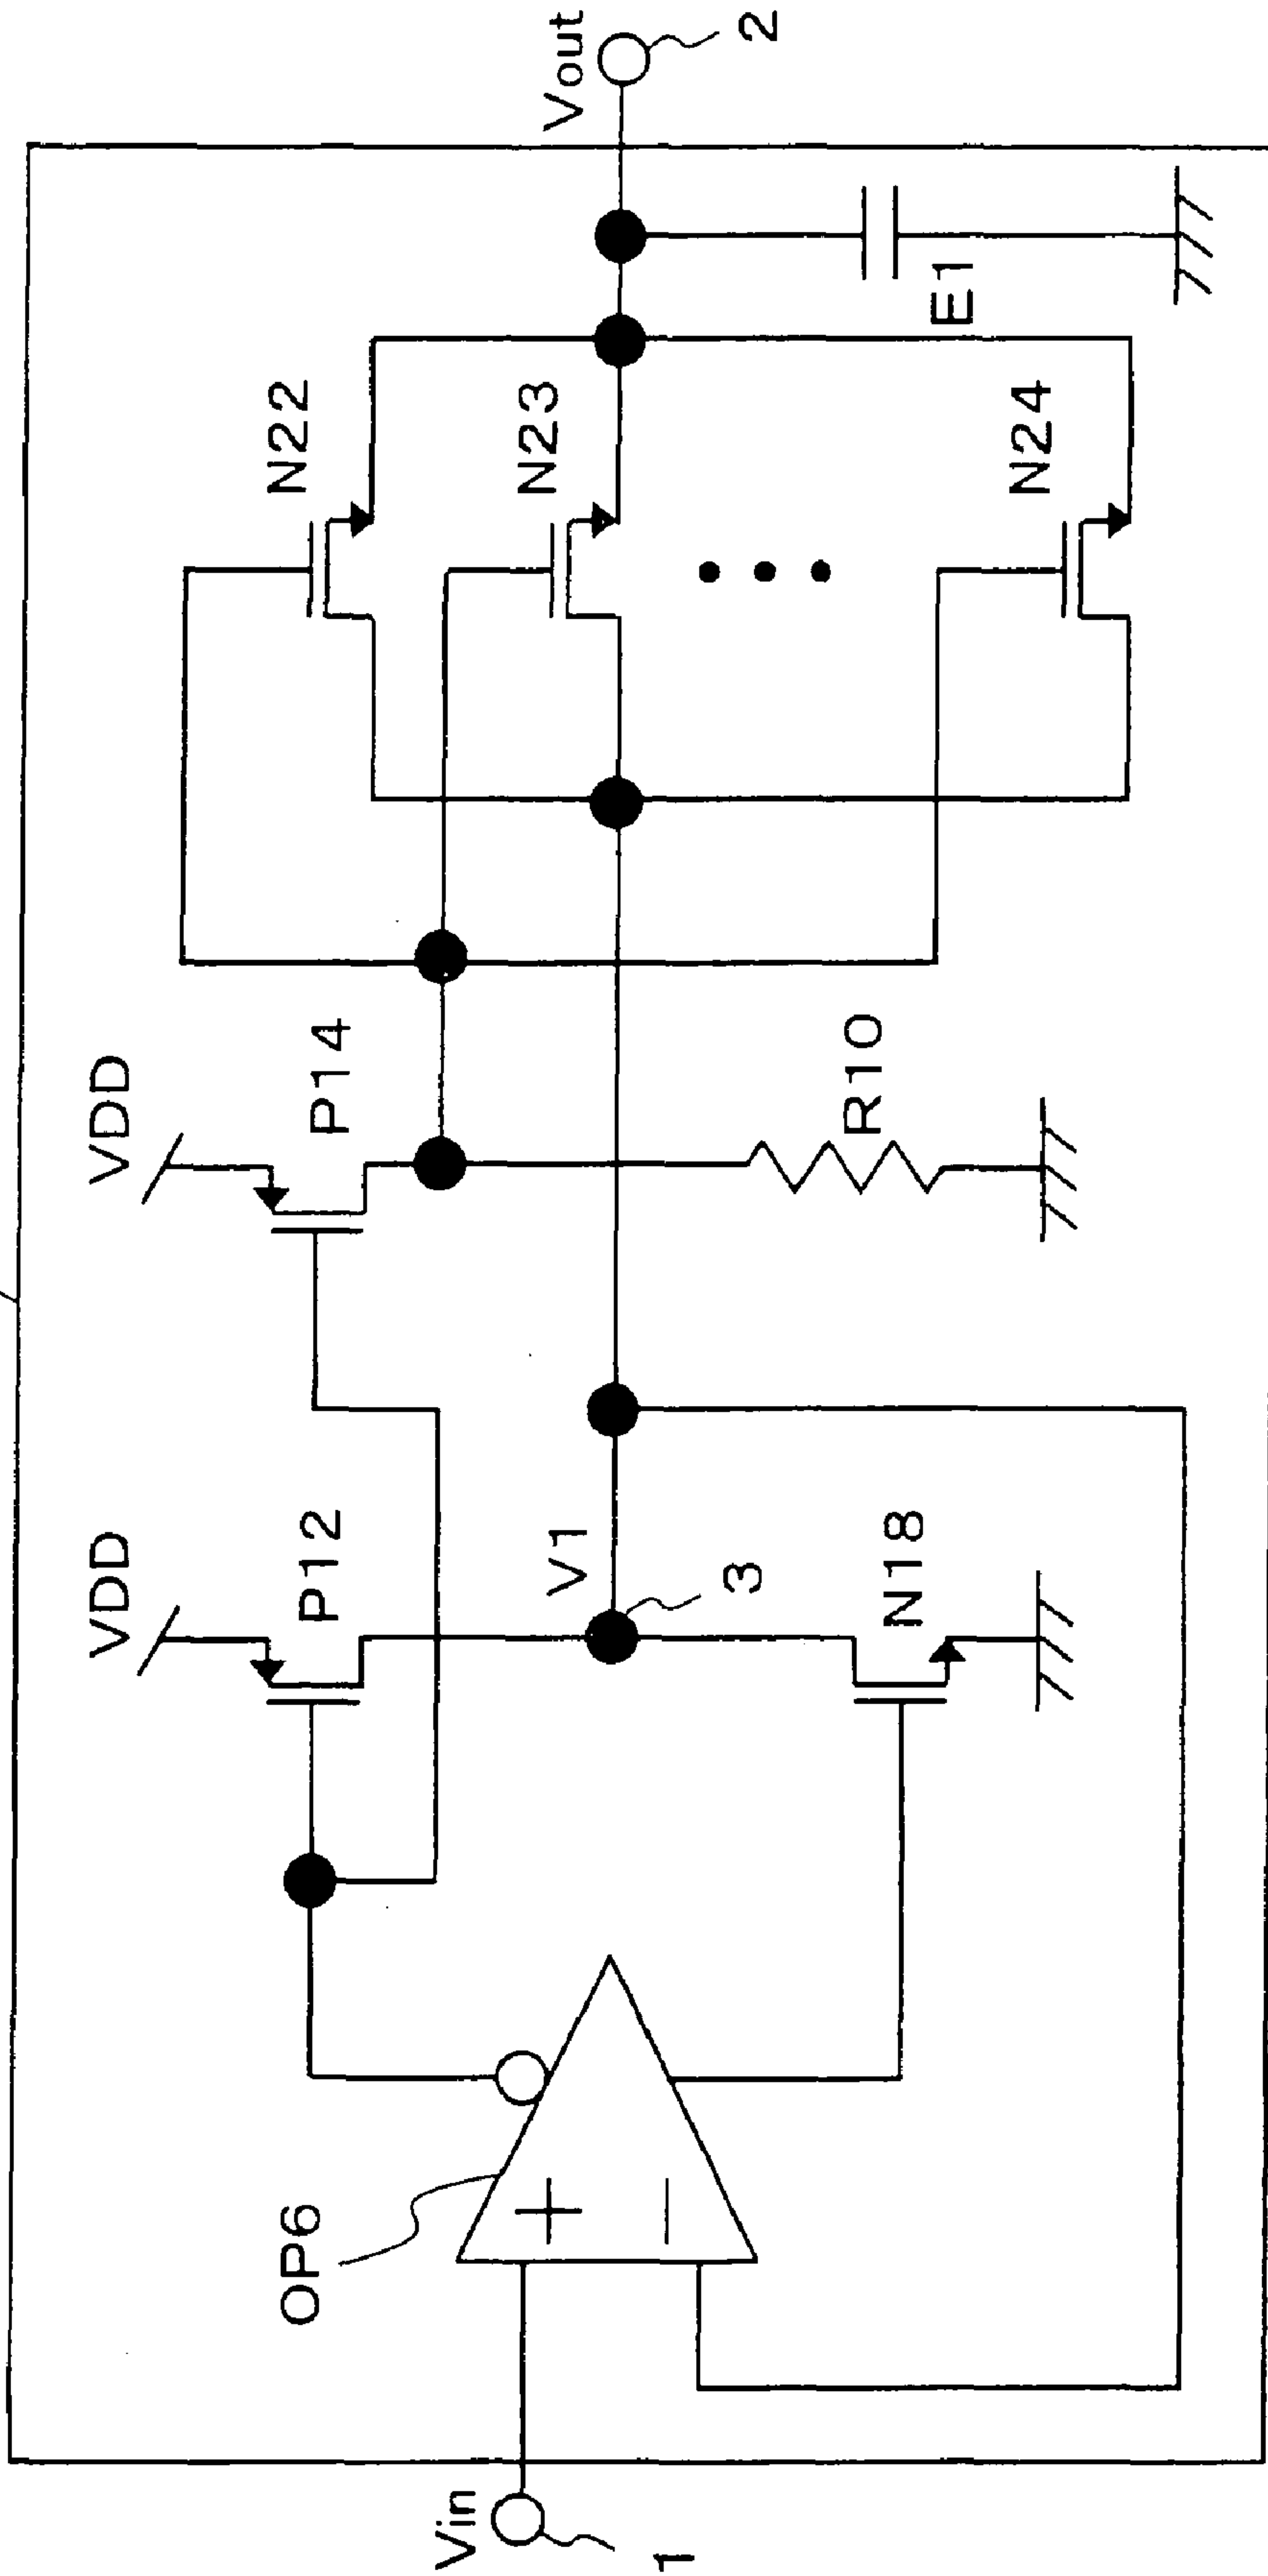 Vin
1
OP6
+
−
VDD
P12
V1
3
N18
VDD
P14
R10
N22
N23
N24
E1
Vout
2